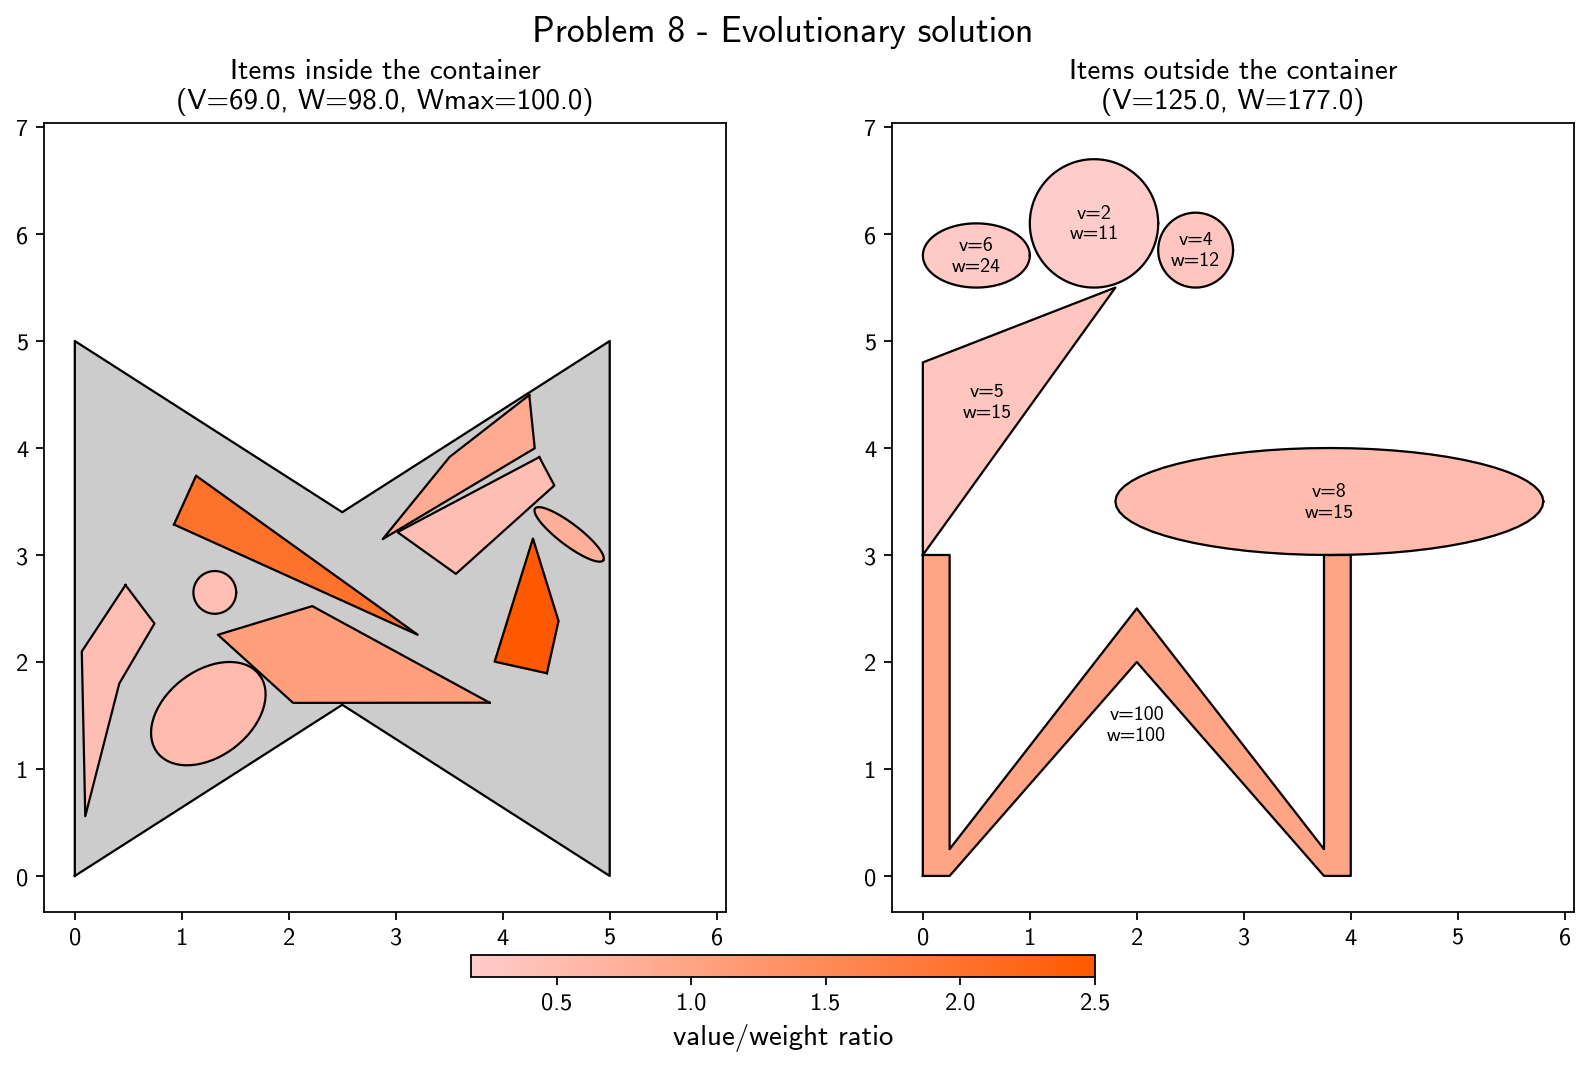 Problem 8 - Evolutionary solution
Items inside the container
(V=69.0, W=98.0, Wmax=100.0)
7
6
5
4
3
2
1
0
0 1 2 3 4 5 6
Items outside the container
(V=125.0, W=177.0)
7
6
5
4
3
2
1
0
v=2
w=11
v=6
w=24
v=4
w=12
v=5
w=15
v=8
w=15
v=100
w=100
0 1 2 3 4 5 6
0.5 1.0 1.5 2.0 2.5
value/weight ratio